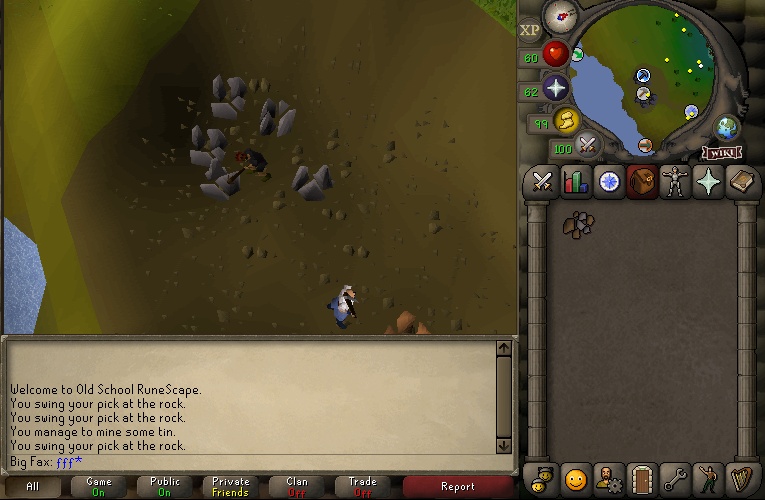 XP
60
62
99
100
WIKI
Welcome to Old School RuneScape.
You swing your pick at the rock.
You swing your pick at the rock.
You manage to mine some tin.
You swing your pick at the rock.
Big Fax: fff*
All
Game
On
Public
On
Private
Friends
Clan
Off
Trade
Off
Report